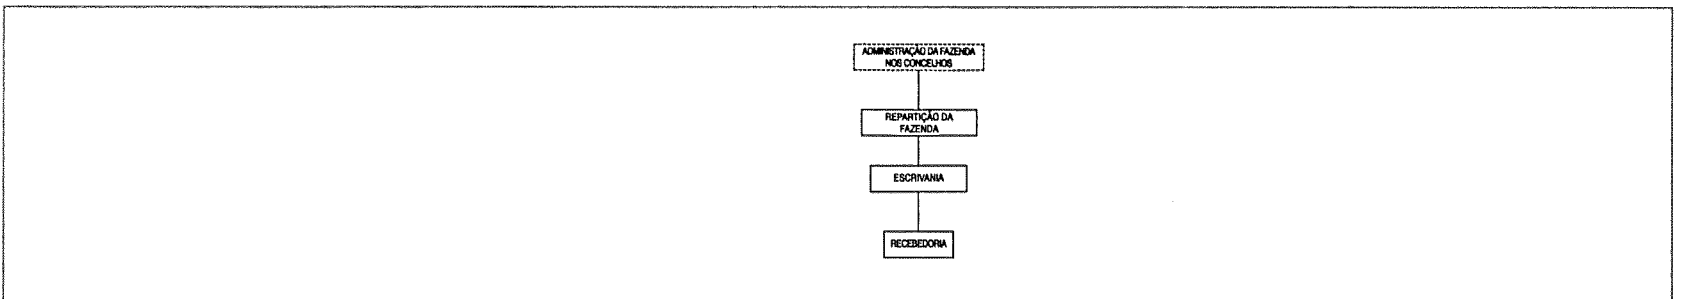 ADMINISTRAÇÃO DA FAZENDA
NOS CONCELHOS
REPARTIÇÃO DA
FAZENDA
ESCRIVANIA
RECEBEDORIA